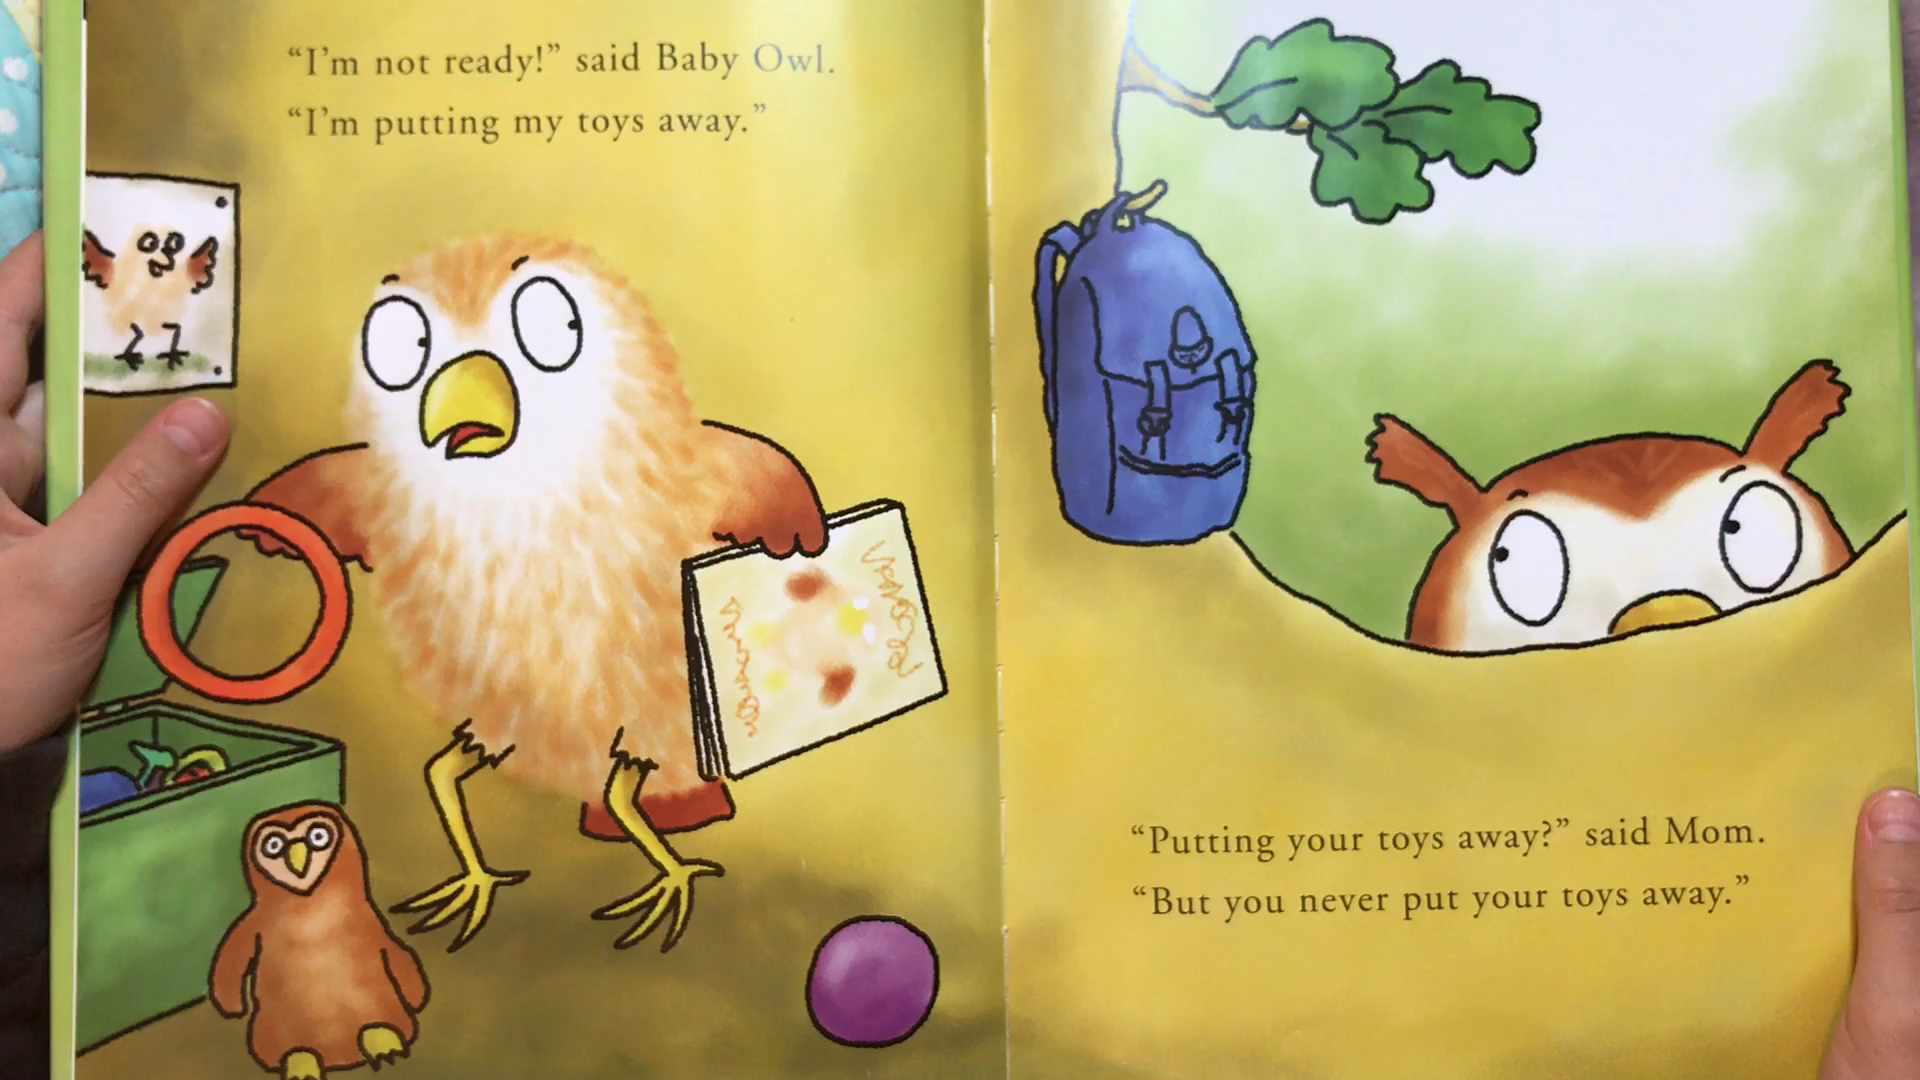 “I’m not ready!” said Baby Owl.
“I’m putting my toys away.”
“Putting your toys away?” said Mom.
“But you never put your toys away.”